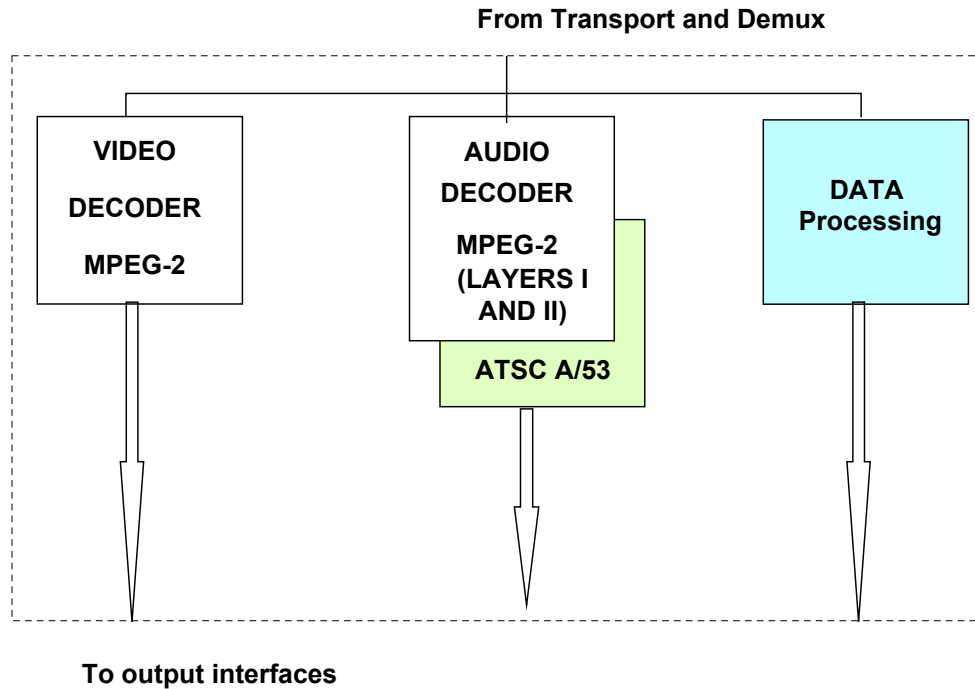 From Transport and Demux
VIDEO
DECODER
MPEG-2
AUDIO
DECODER
MPEG-2
(LAYERS I
AND II)
ATSC A/53
DATA
Processing
To output interfaces